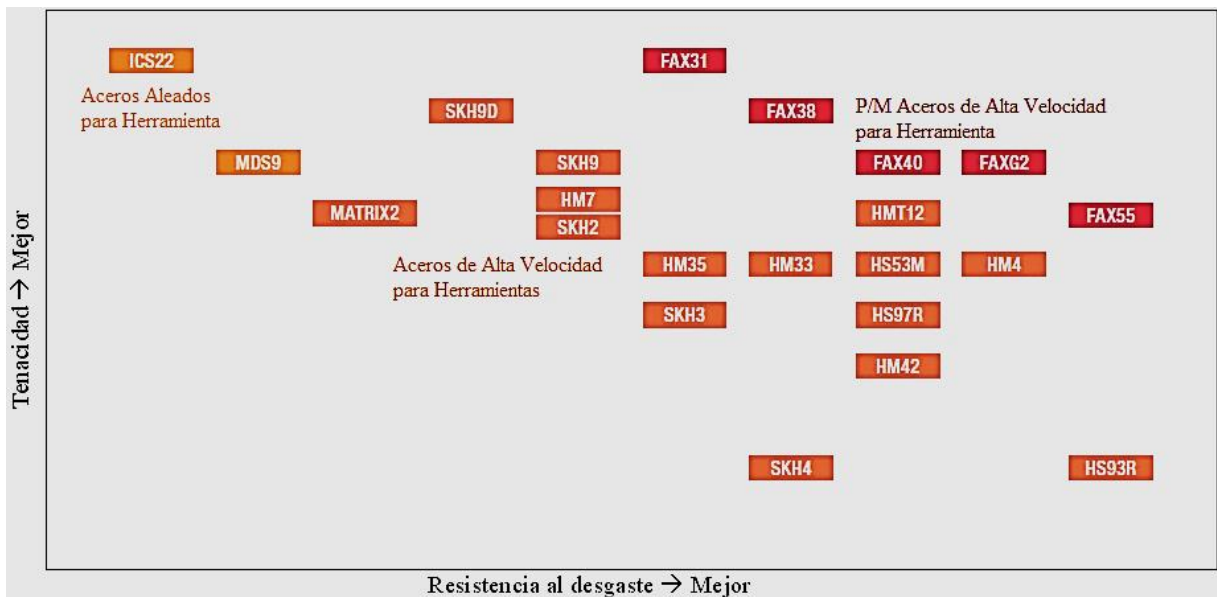 ICS22
FAX31
Aceros Aleados
para Herramienta
SKH9D
FAX38
P/M Aceros de Alta Velocidad
para Herramienta
MDS9
SKH9
FAX40
FAXG2
MATRIX2
HM7
SKH2
HMT12
FAX55
Aceros de Alta Velocidad
para Herramientas
HM35
HM33
HS53M
HM4
SKH3
HS97R
HM42
SKH4
HS93R
Tenacidad → Mejor
Resistencia al desgaste → Mejor